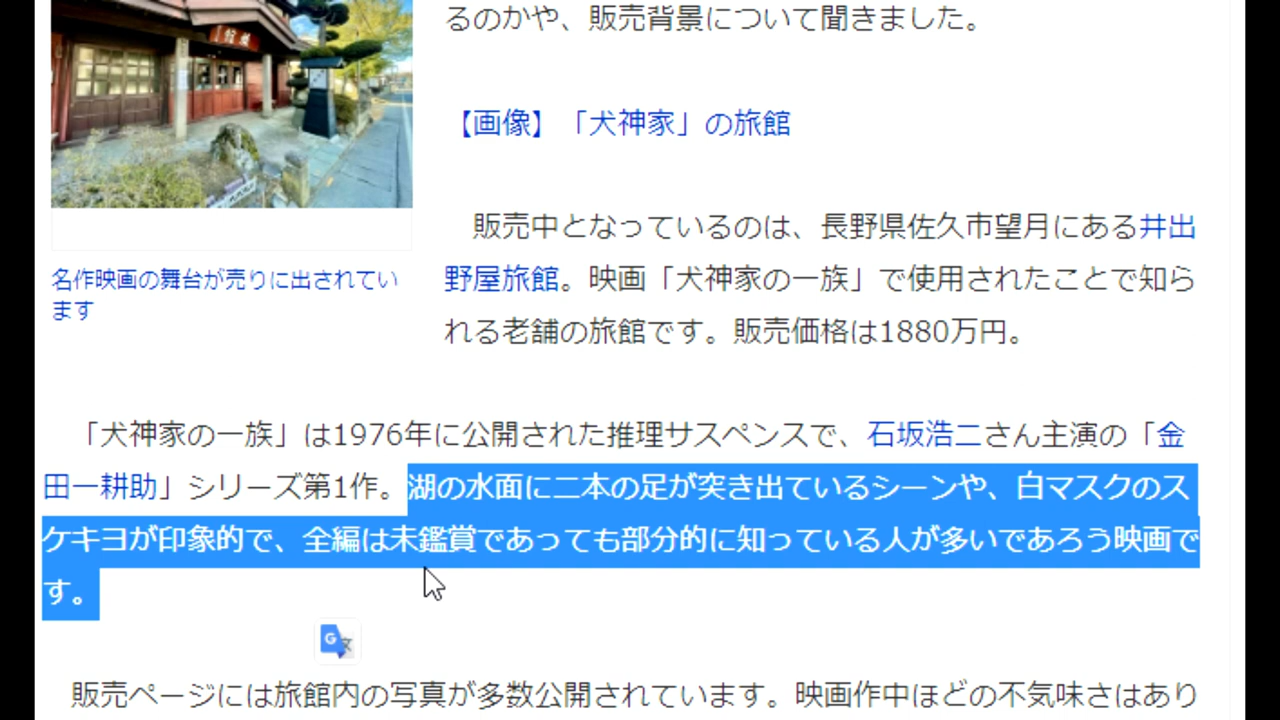 るのかや、販売背景について聞きました。
【画像】「犬神家」の旅館
販売中となっているのは、長野県佐久市望月にある井出
野屋旅館。映画「犬神家の一族」で使用されたことで知ら
れる老舗の旅館です。販売価格は1880万円。
名作映画の舞台が売りに出されてい
ます
「犬神家の一族」は1976年に公開された推理サスペンスで、石坂浩二さん主演の「金
田一耕助」シリーズ第1作。湖の水面に二本の足が突き出ているシーンや、白マスクのス
ケキヨが印象的で、全編は未鑑賞であっても部分的に知っている人が多いであろう映画で
す。
G
販売ページには旅館内の写真が多数公開されています。映画作中ほどの不気味さはあり